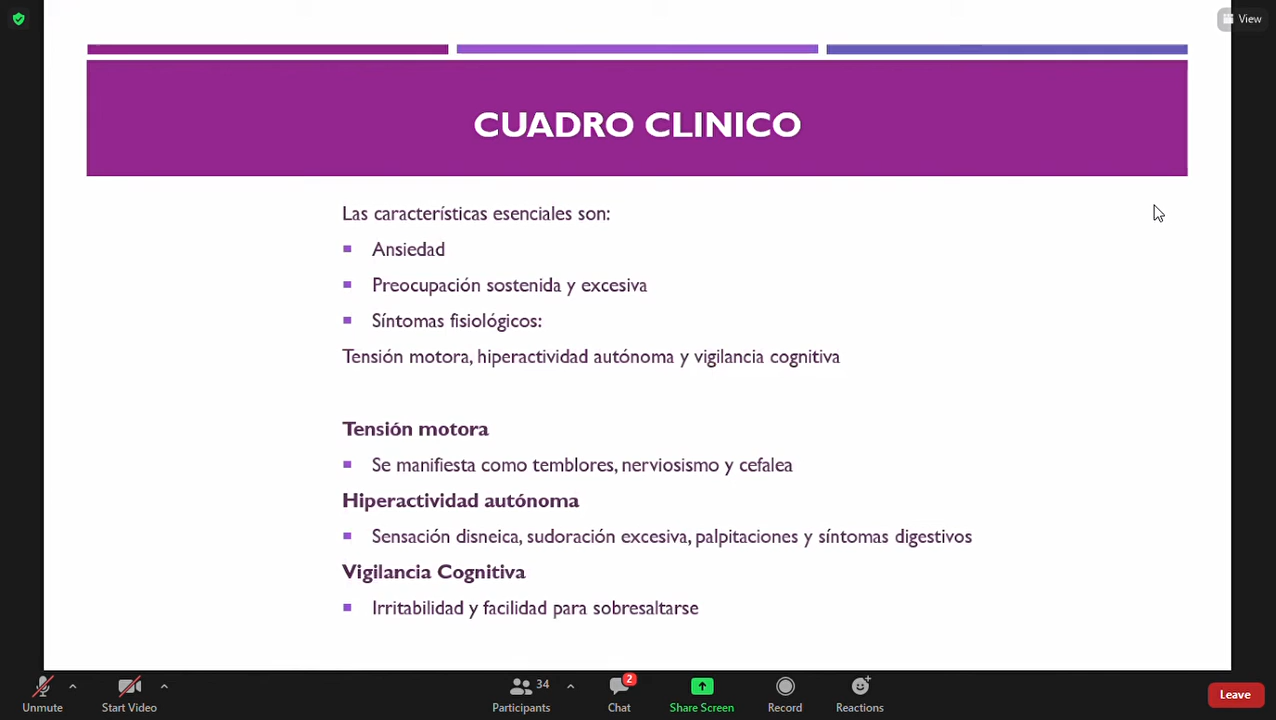 View
CUADRO CLINICO
Las características esenciales son:
Ansiedad
Preocupación sostenida y excesiva
Síntomas fisiológicos:
Tensión motora, hiperactividad autónoma y vigilancia cognitiva
Tensión motora
Se manifiesta como temblores, nerviosismo y cefalea
Hiperactividad autónoma
Sensación disneica, sudoración excesiva, palpitaciones y síntomas digestivos
Vigilancia Cognitiva
Irritabilidad y facilidad para sobresaltarse
34
2
Unmute
Start Video
Participants
Chat
Share Screen
Record
Reactions
Leave